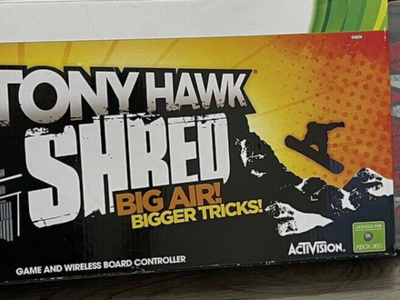 TONY HAWK
SHRED
BIG AIR!
BIGGER TRICKS!
ACTIVISION.
GAME AND WIRELESS BOARD CONTROLLER
XBOX 360